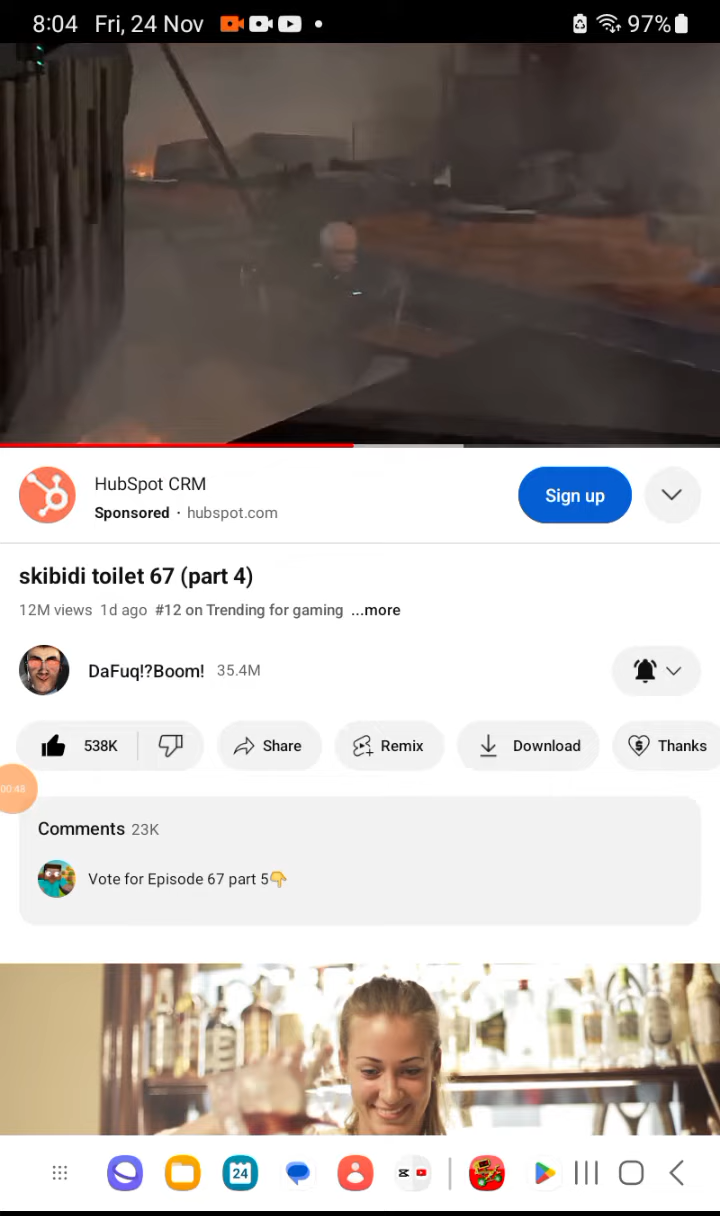 8:04 Fri, 24 Nov 97%
HubSpot CRM
Sponsored · hubspot.com
Sign up
skibidi toilet 67 (part 4)
12M views 1d ago #12 on Trending for gaming ...more
DaFuq!?Boom! 35.4M
538K Share Remix Download Thanks
00:48
Comments 23K
Vote for Episode 67 part 5👇
24